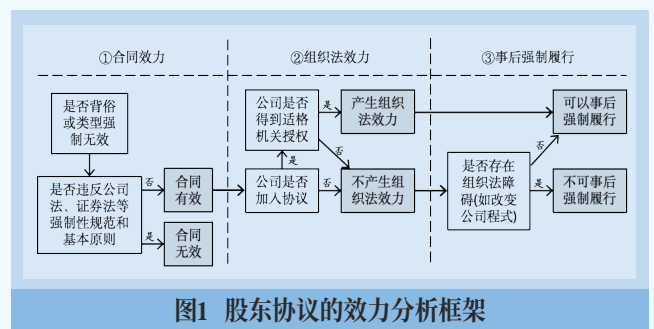 ①合同效力
②组织法效力
③事后强制履行
是否背俗
或类型强
制无效
是否违反公司
法、证券法等
强制性规范和
基本原则
否
合同
有效
是
合同
无效
公司是否
得到适格
机关授权
是
产生组织
法效力
否
是
公司是否
加入协议
否
不产生组
织法效力
是否存在
组织法障
碍(如改变
公司程式)
否
可以事后
强制履行
是
不可事后
强制履行
图1 股东协议的效力分析框架